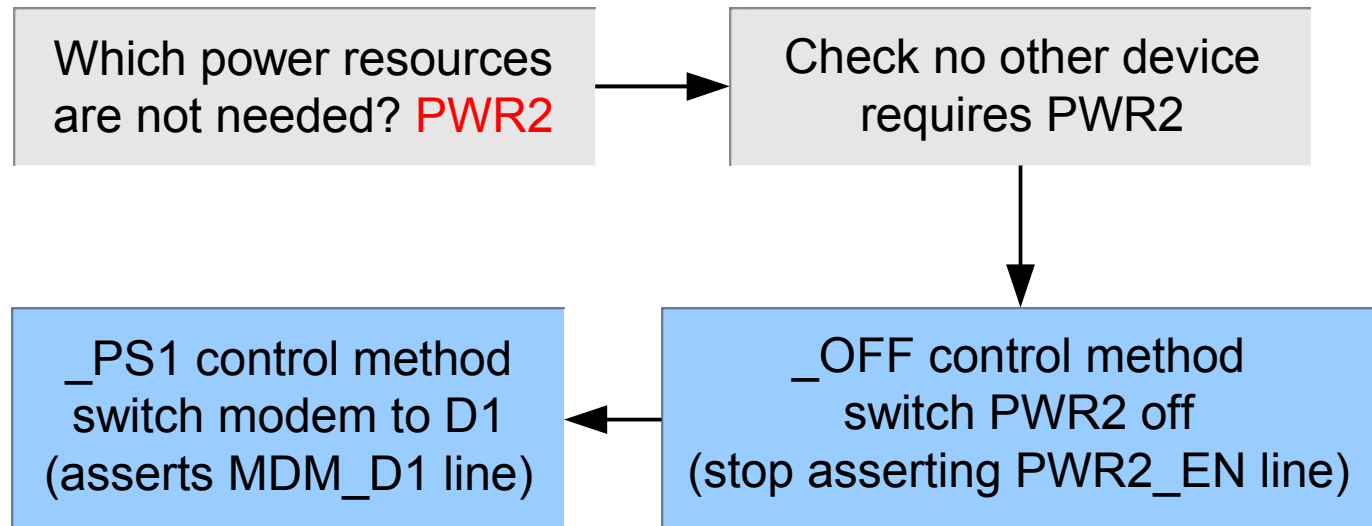 Which power resources
are not needed? PWR2
Check no other device
requires PWR2
_OFF control method
switch PWR2 off
(stop asserting PWR2_EN line)
_PS1 control method
switch modem to D1
(asserts MDM_D1 line)